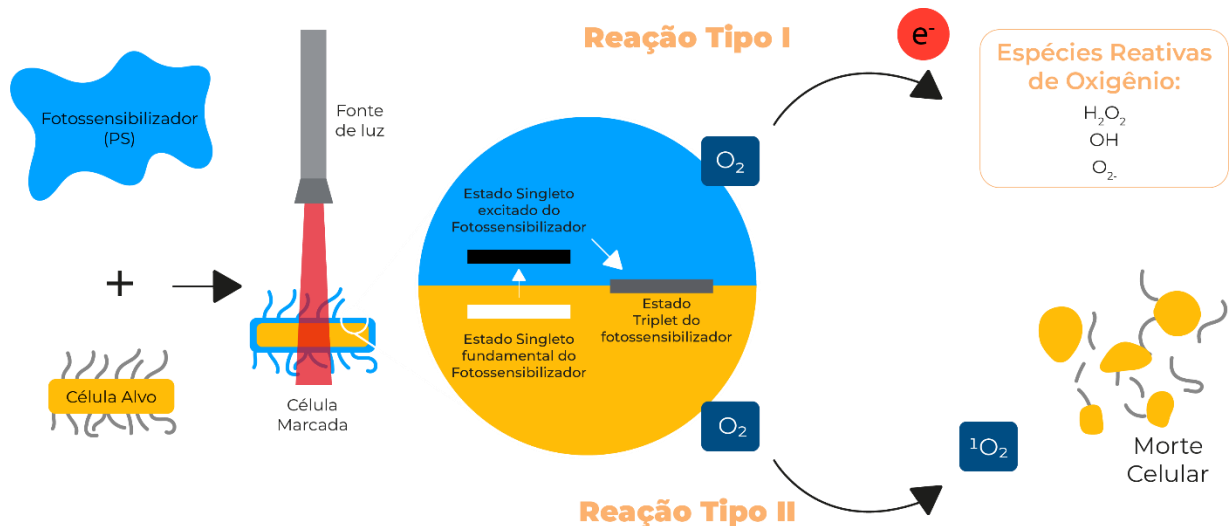 Fotossensibilizador
(PS)
+
Célula Alvo
Fonte
de luz
Célula
Marcada
Reação Tipo I
Estado Singleto
excitado do
Fotossensibilizador
Estado Singleto
fundamental do
Fotossensibilizador
Estado
Triplet do
fotossensibilizador
O₂
O₂
Reação Tipo II
e⁻
Espécies Reativas
de Oxigênio:
H₂O₂
OH
O₂₋
¹O₂
Morte
Celular